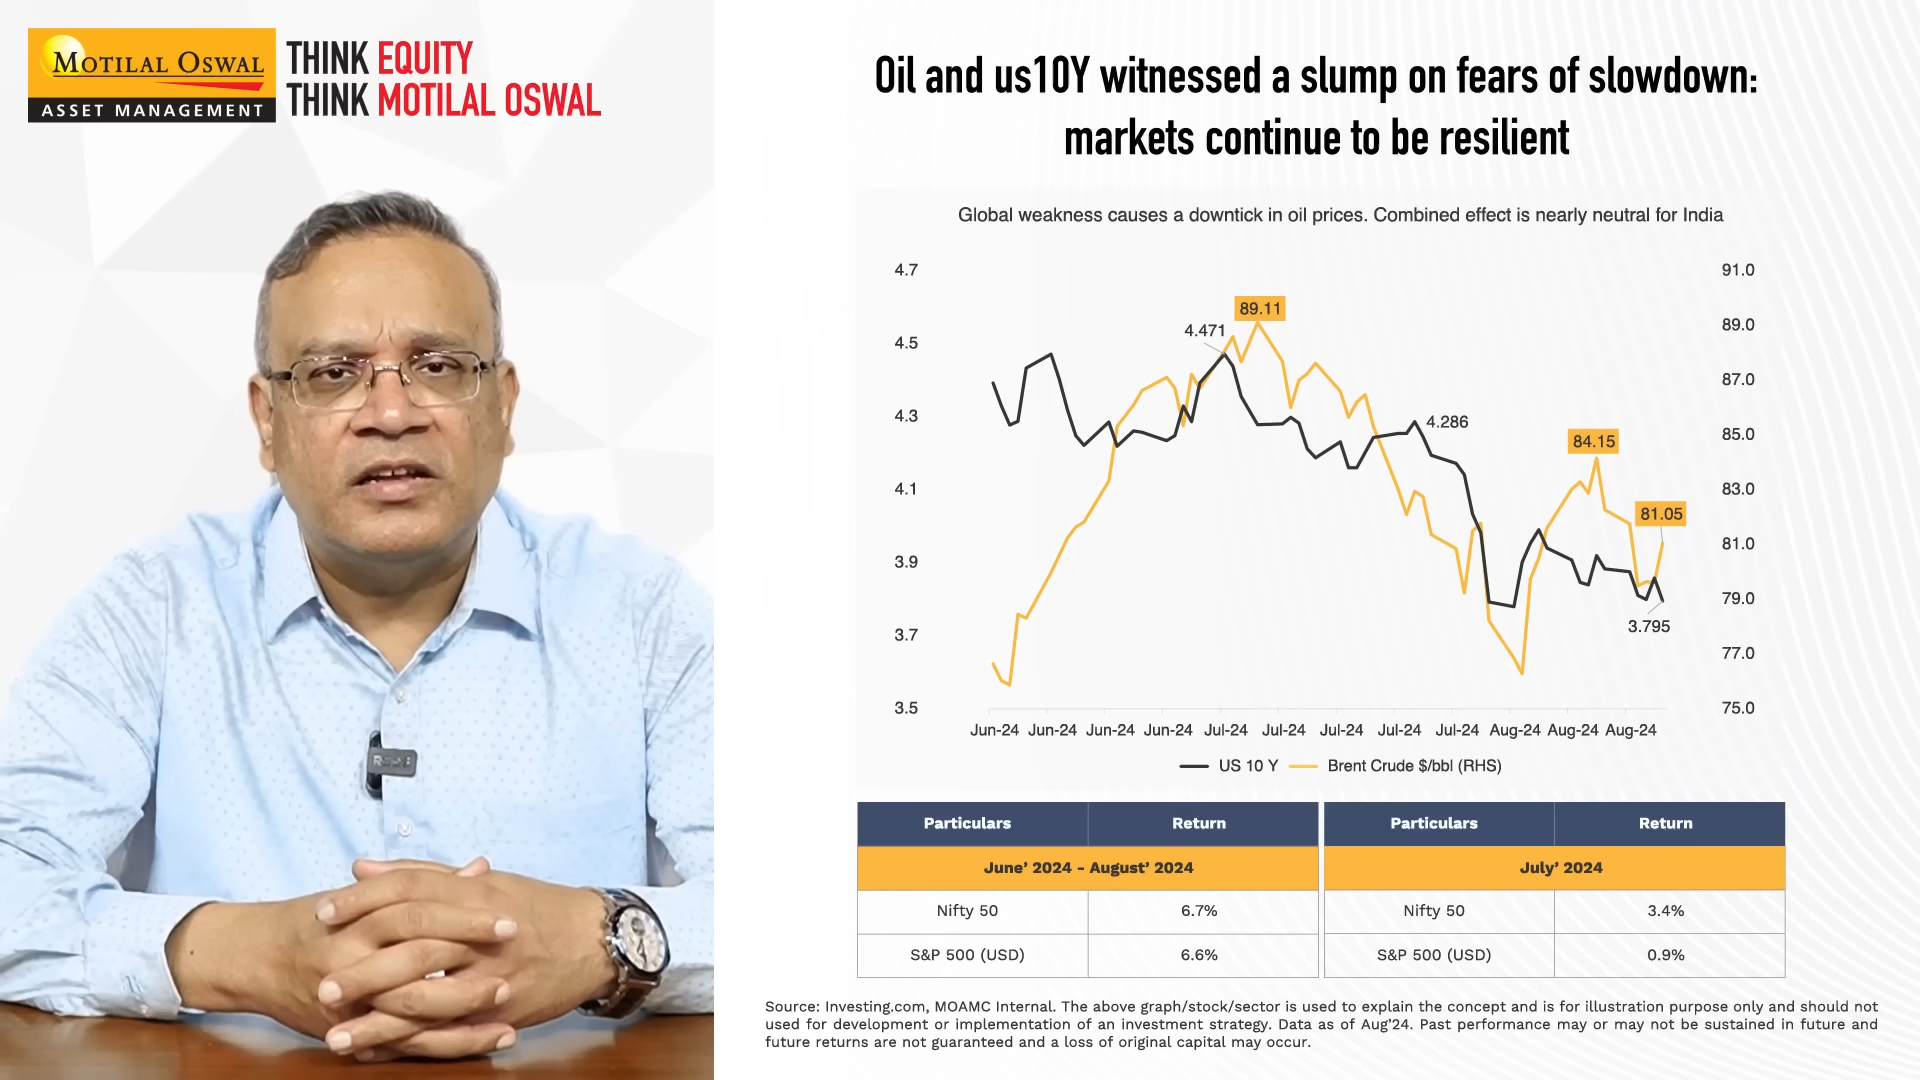 MOTILAL OSWAL
ASSET MANAGEMENT
THINK EQUITY
THINK MOTILAL OSWAL
Oil and us10Y witnessed a slump on fears of slowdown:
markets continue to be resilient
Global weakness causes a downtick in oil prices. Combined effect is nearly neutral for India
4.7
4.5
4.3
4.1
3.9
3.7
3.5
91.0
89.0
87.0
85.0
83.0
81.0
79.0
77.0
75.0
89.11
4.471
4.286
84.15
81.05
3.795
Jun-24 Jun-24 Jun-24 Jun-24 Jul-24 Jul-24 Jul-24 Jul-24 Jul-24 Aug-24 Aug-24 Aug-24
US 10 Y Brent Crude $/bbl (RHS)
Particulars Return
June' 2024 - August' 2024
Nifty 50 6.7%
S&P 500 (USD) 6.6%
Particulars Return
July' 2024
Nifty 50 3.4%
S&P 500 (USD) 0.9%
Source: Investing.com, MOAMC Internal. The above graph/stock/sector is used to explain the concept and is for illustration purpose only and should not
used for development or implementation of an investment strategy. Data as of Aug'24. Past performance may or may not be sustained in future and
future returns are not guaranteed and a loss of original capital may occur.